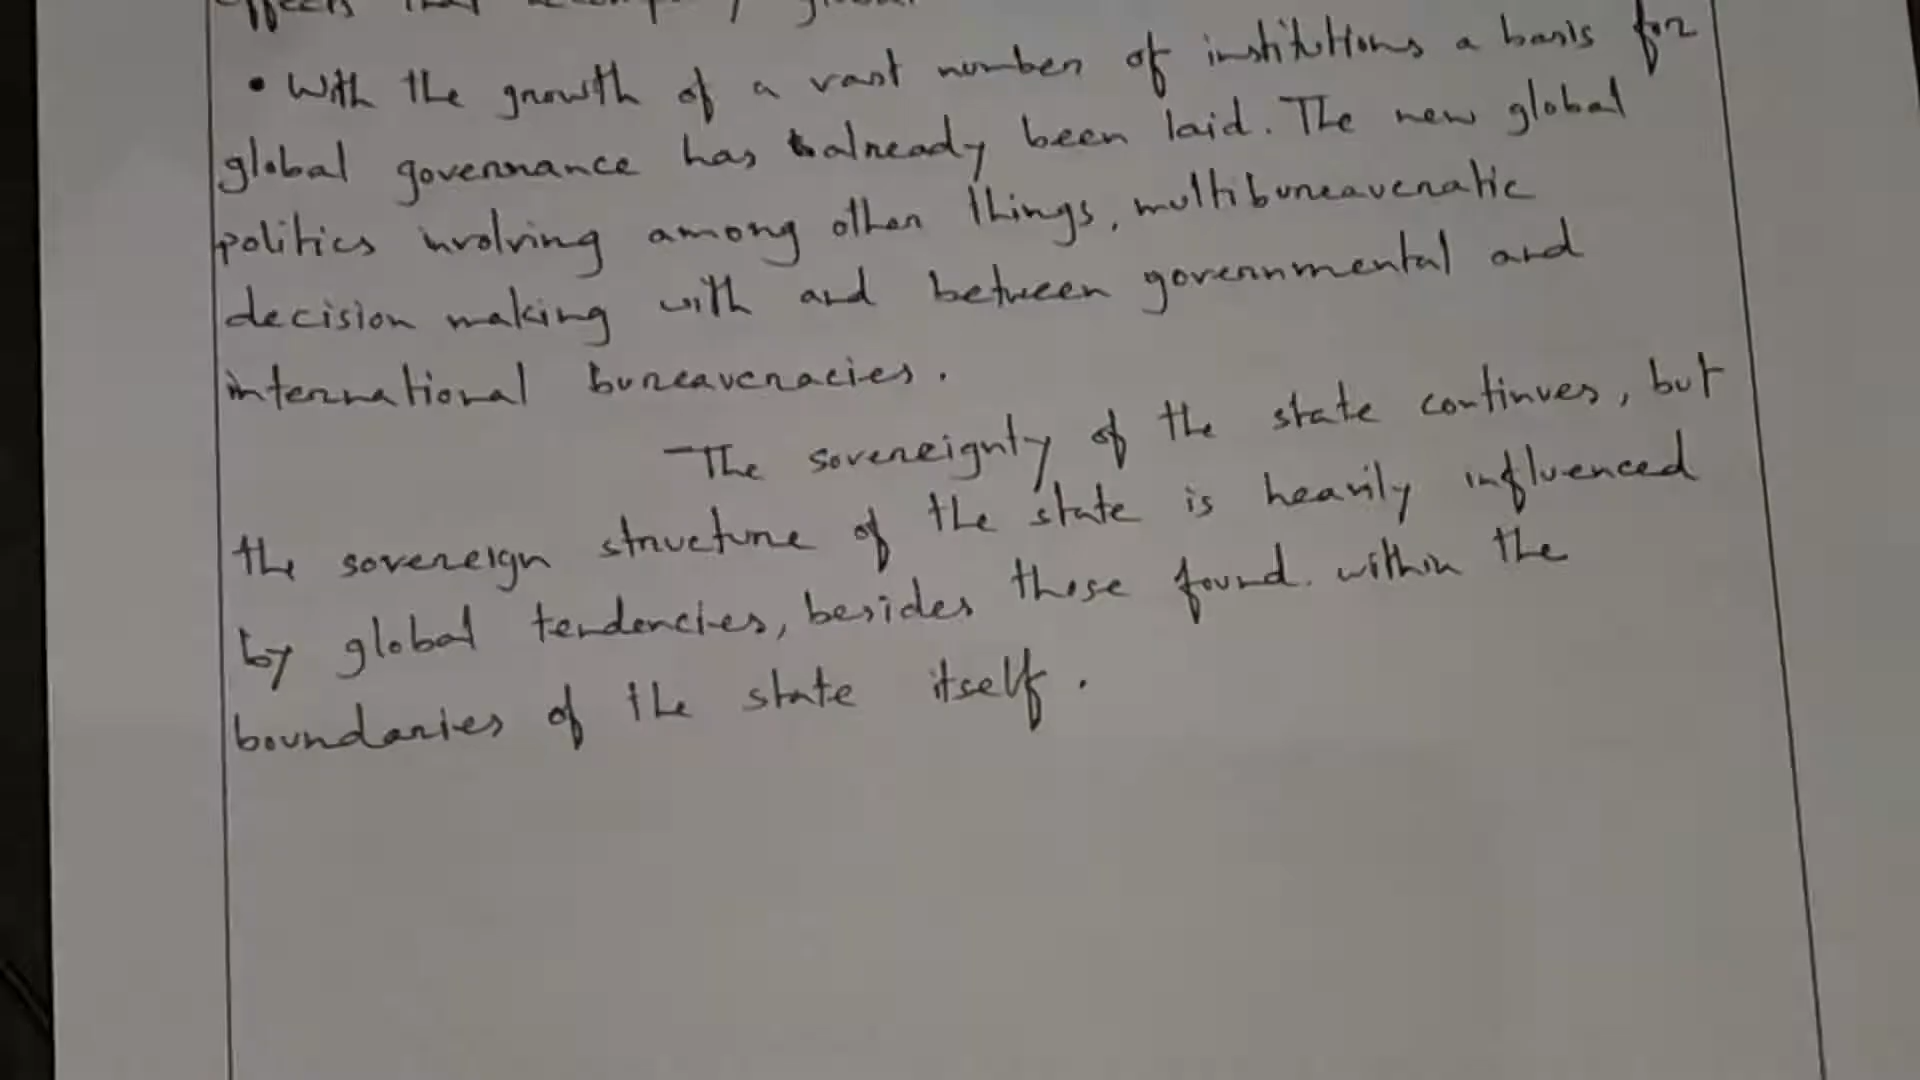 • With the growth of a vast number of institutions a basis for
global governance has already been laid. The new global
politics involving among other things, multibureaucratic
decision making with and between governmental and
international bureaucracies.
The sovereignty of the state continues, but
the sovereign structure of the state is heavily influenced
by global tendencies, besides those found within the
boundaries of the state itself.